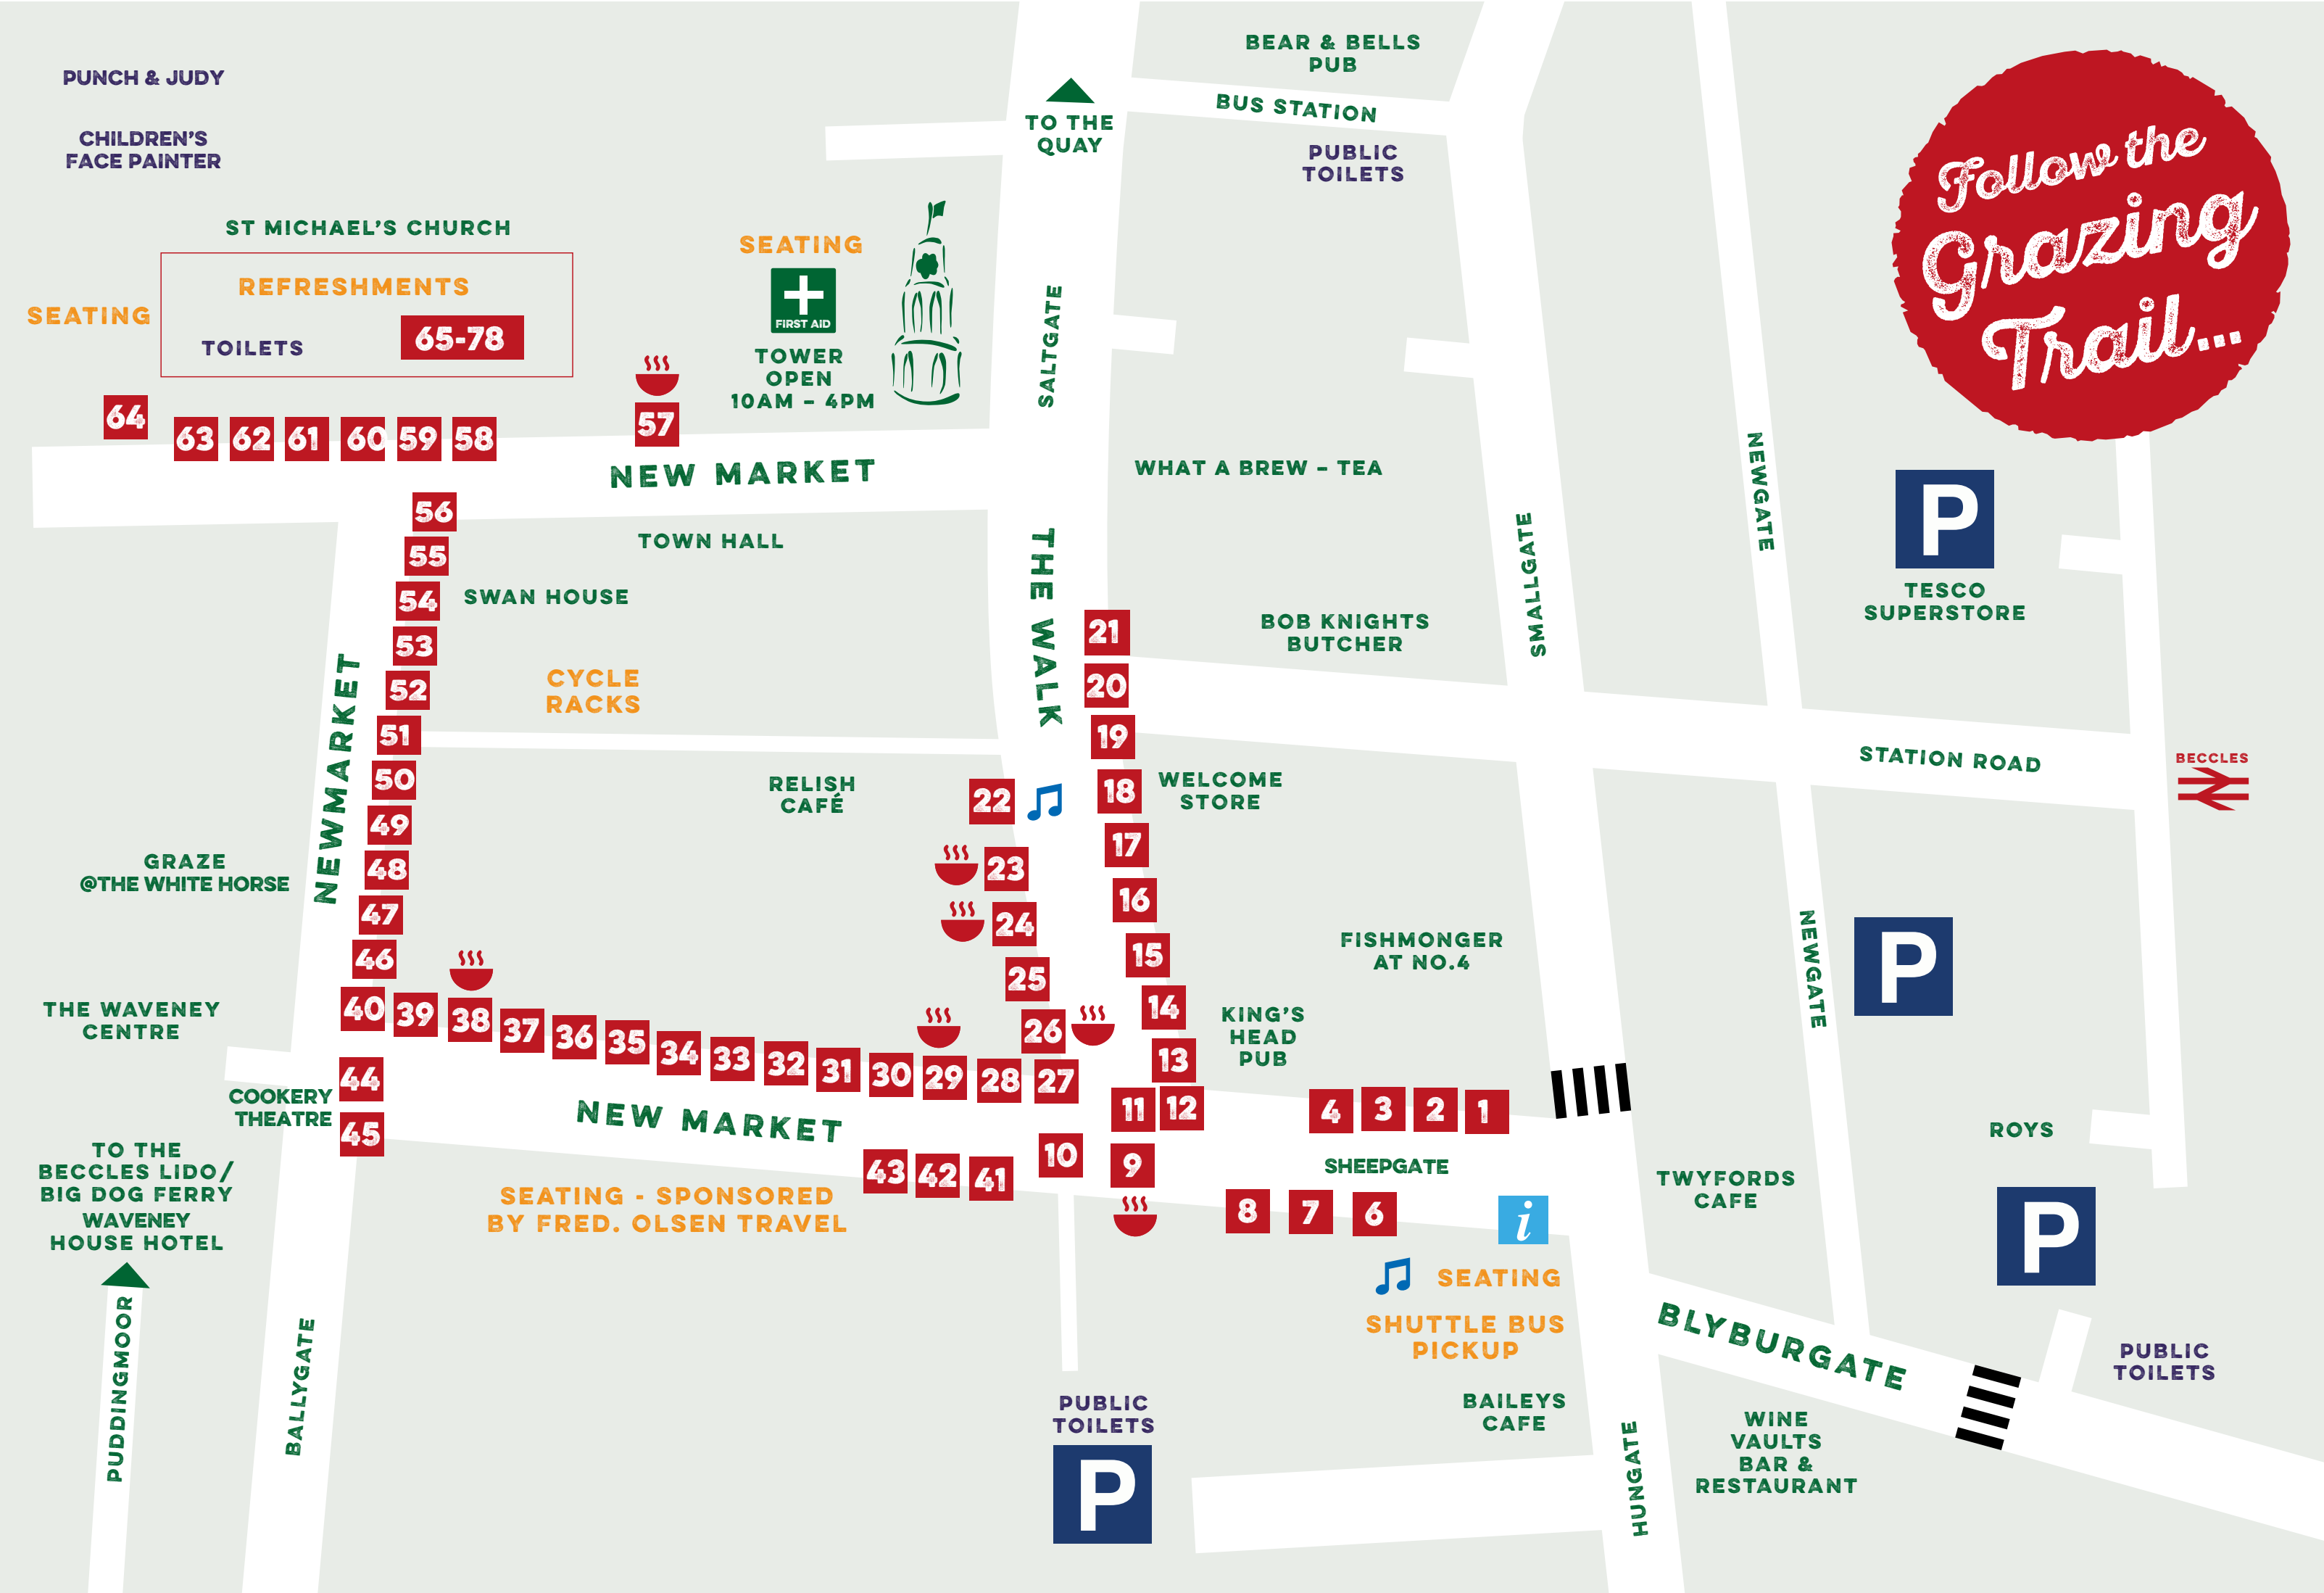 PUNCH & JUDY
CHILDREN'S
FACE PAINTER
ST MICHAEL'S CHURCH
SEATING
REFRESHMENTS
TOILETS
65-78
SEATING
FIRST AID
TOWER
OPEN
10AM – 4PM
64
63 62 61 60 59 58
57
NEW MARKET
TO THE
QUAY
SALTGATE
BEAR & BELLS
PUB
BUS STATION
PUBLIC
TOILETS
Follow the
Grazing
Trail...
WHAT A BREW – TEA
TOWN HALL
SWAN HOUSE
CYCLE
RACKS
56
55
54
53
52
51
50
49
48
47
46
NEWMARKET
THE WALK
BOB KNIGHTS
BUTCHER
SMALLGATE
NEWGATE
P
TESCO
SUPERSTORE
STATION ROAD
BECCLES
21
20
19
18
17
16
15
14
13
WELCOME
STORE
RELISH
CAFÉ
22
23
24
25
26
GRAZE
@THE WHITE HORSE
THE WAVENEY
CENTRE
FISHMONGER
AT NO.4
KING'S
HEAD
PUB
NEWGATE
P
40 39 38 37 36 35 34 33 32 31 30 29 28 27
11 12
4 3 2 1
44
45
COOKERY
THEATRE
NEW MARKET
43 42 41
10
9
SHEEPGATE
8 7 6
i
TO THE
BECCLES LIDO/
BIG DOG FERRY
WAVENEY
HOUSE HOTEL
SEATING - SPONSORED
BY FRED. OLSEN TRAVEL
SEATING
SHUTTLE BUS
PICKUP
BAILEYS
CAFE
TWYFORDS
CAFE
ROYS
P
PUDDINGMOOR
BALLYGATE
PUBLIC
TOILETS
P
HUNGATE
BLYBURGATE
WINE
VAULTS
BAR &
RESTAURANT
PUBLIC
TOILETS